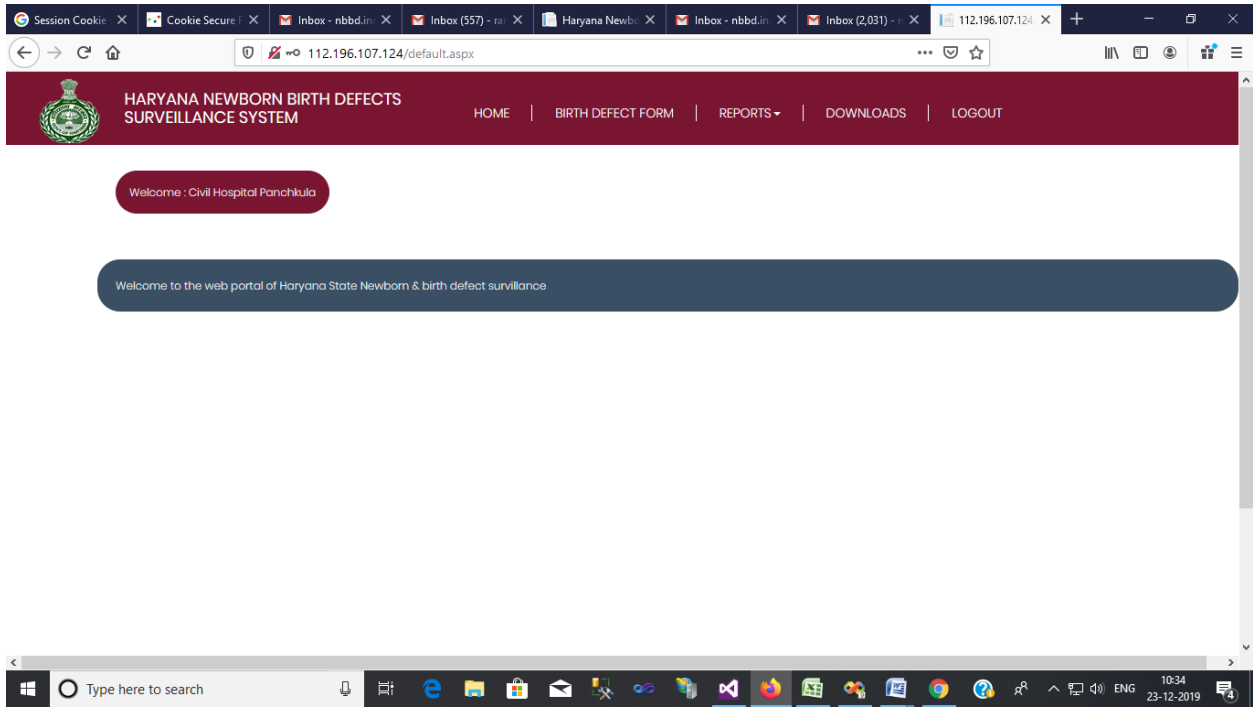 Session Cookie
Cookie Secure F
Inbox - nbbd.in
Inbox (557) - ra
Haryana Newbo
Inbox - nbbd.in
Inbox (2,031) - n
112.196.107.124
112.196.107.124/default.aspx
HARYANA NEWBORN BIRTH DEFECTS
SURVEILLANCE SYSTEM
HOME | BIRTH DEFECT FORM | REPORTS | DOWNLOADS | LOGOUT
Welcome : Civil Hospital Panchkula
Welcome to the web portal of Haryana State Newborn & birth defect survillance
Type here to search
ENG
10:34
23-12-2019
4